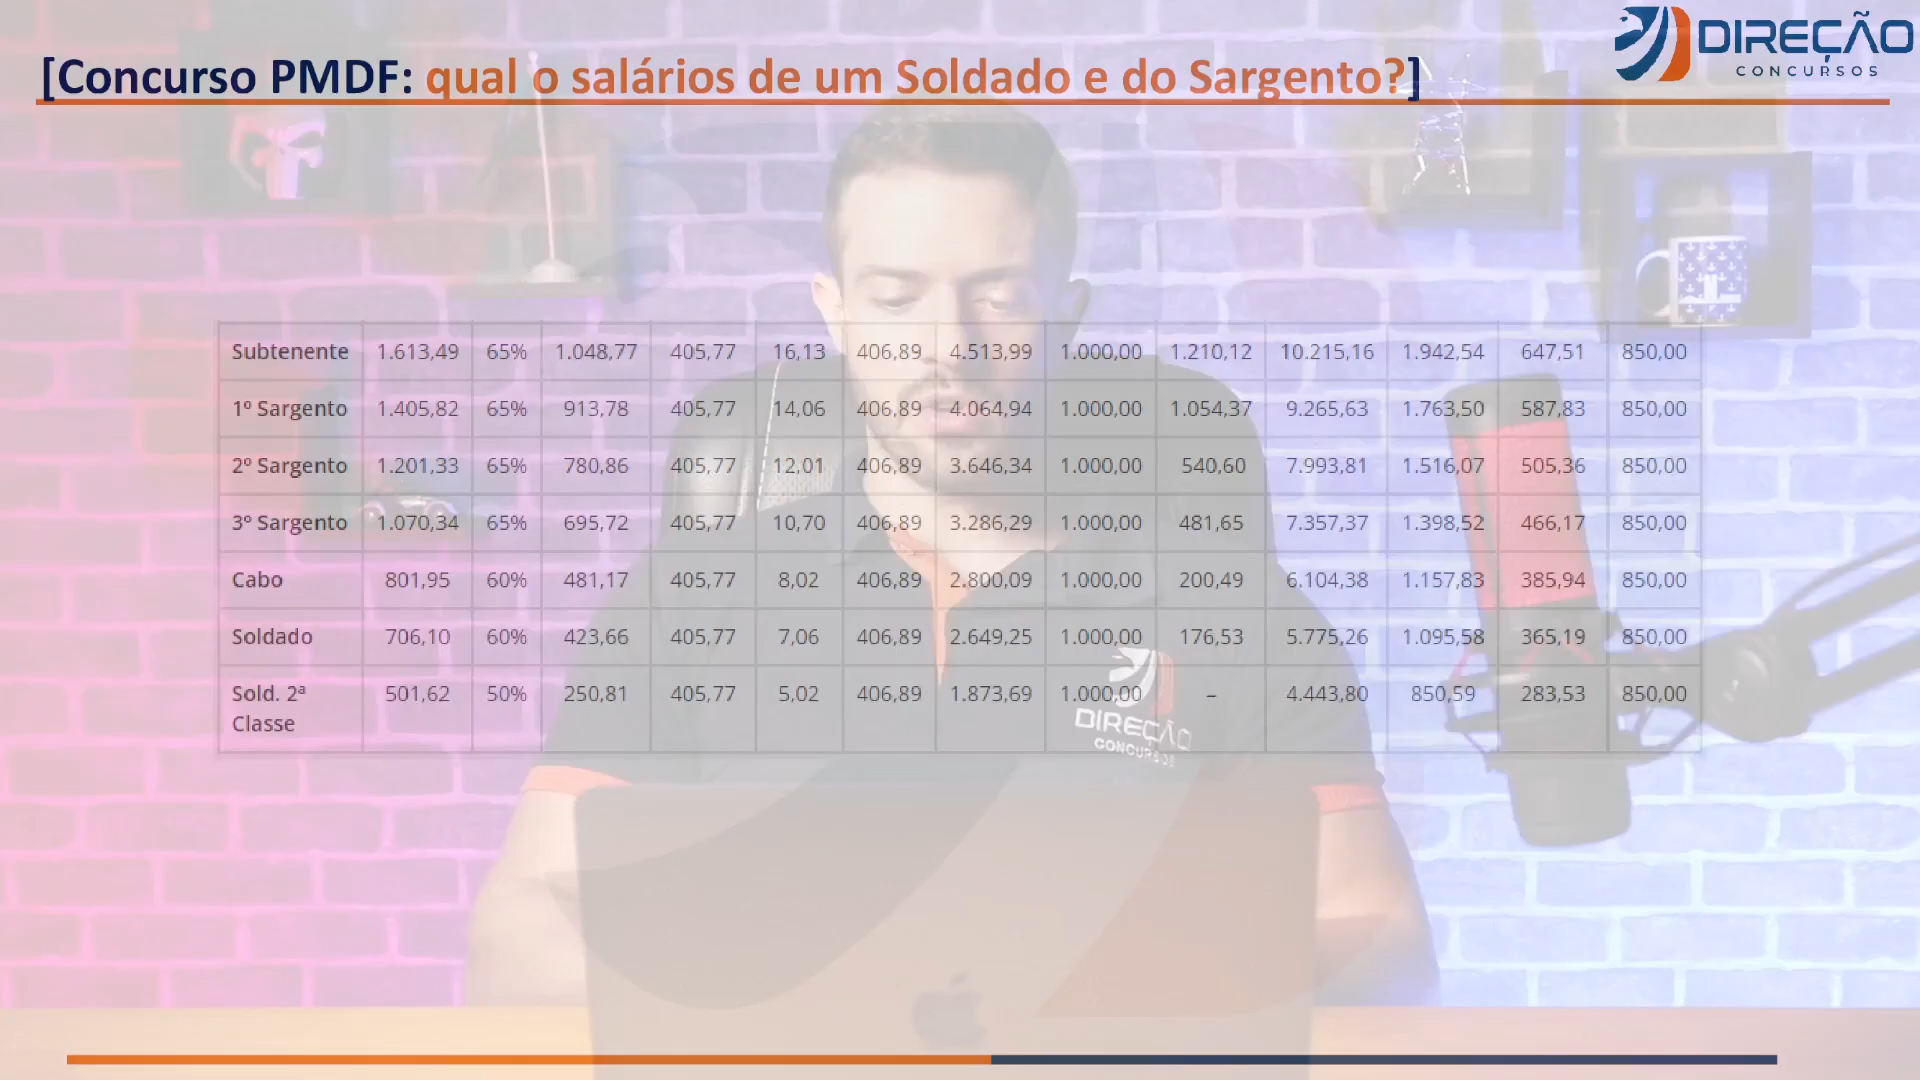 [Concurso PMDF: qual o salários de um Soldado e do Sargento?]
DIREÇÃO
CONCURSOS
Subtenente 1.613,49 65% 1.048,77 405,77 16,13 406,89 4.513,99 1.000,00 1.210,12 10.215,16 1.942,54 647,51 850,00
1º Sargento 1.405,82 65% 913,78 405,77 14,06 406,89 4.064,94 1.000,00 1.054,37 9.265,63 1.763,50 587,83 850,00
2º Sargento 1.201,33 65% 780,86 405,77 12,01 406,89 3.646,34 1.000,00 540,60 7.993,81 1.516,07 505,36 850,00
3º Sargento 1.070,34 65% 695,72 405,77 10,70 406,89 3.286,29 1.000,00 481,65 7.357,37 1.398,52 466,17 850,00
Cabo 801,95 60% 481,17 405,77 8,02 406,89 2.800,09 1.000,00 200,49 6.104,38 1.157,83 385,94 850,00
Soldado 706,10 60% 423,66 405,77 7,06 406,89 2.649,25 1.000,00 176,53 5.775,26 1.095,58 365,19 850,00
Sold. 2ª 501,62 50% 250,81 405,77 5,02 406,89 1.873,69 1.000,00 – 4.443,80 850,59 283,53 850,00
Classe
DIREÇÃO
CONCURSOS